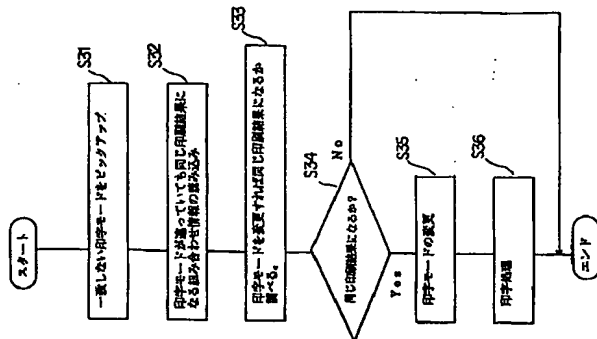 スタート
S31
一致しない印字モードをピックアップ
S32
印字モードが違っていても同じ印刷結果に
なる組み合わせ情報の読み込み
S33
印字モードを変更すれば同じ印刷結果になるか
調べる。
S34
同じ印刷結果になるか?
No
Yes
S35
印字モードの変更
S36
印字処理
エンド